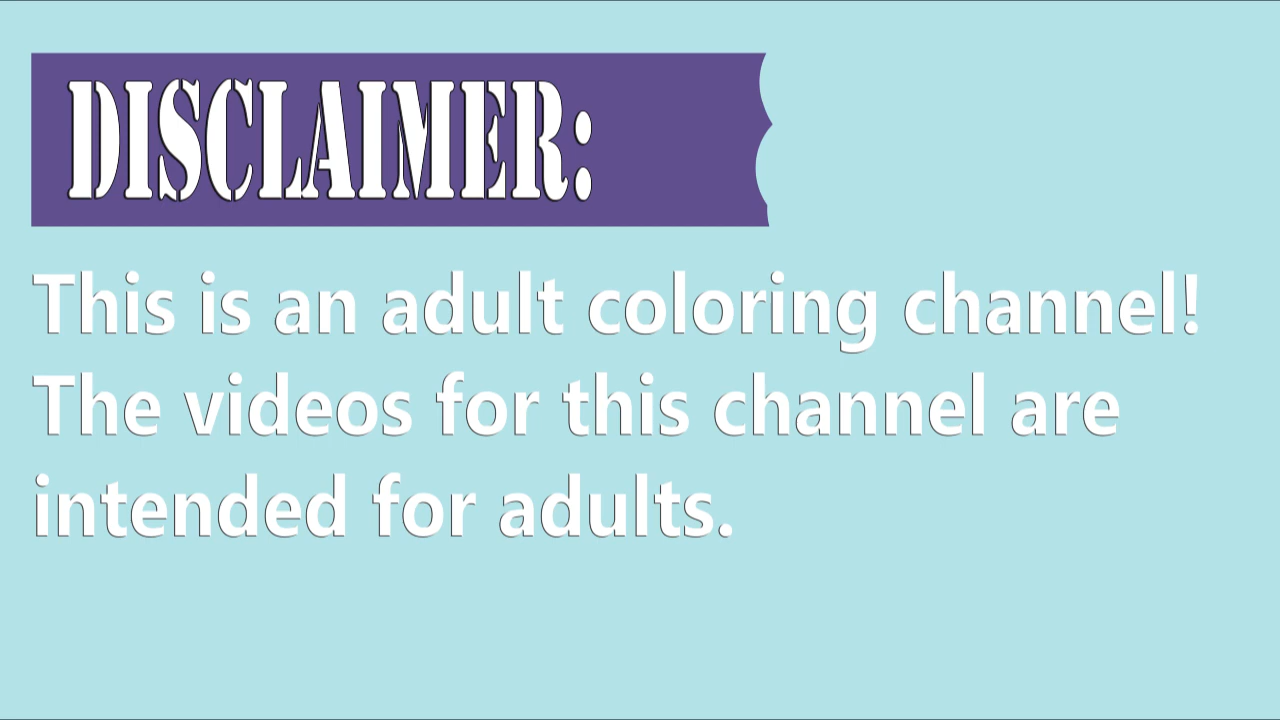 DISCLAIMER:
This is an adult coloring channel!
The videos for this channel are
intended for adults.